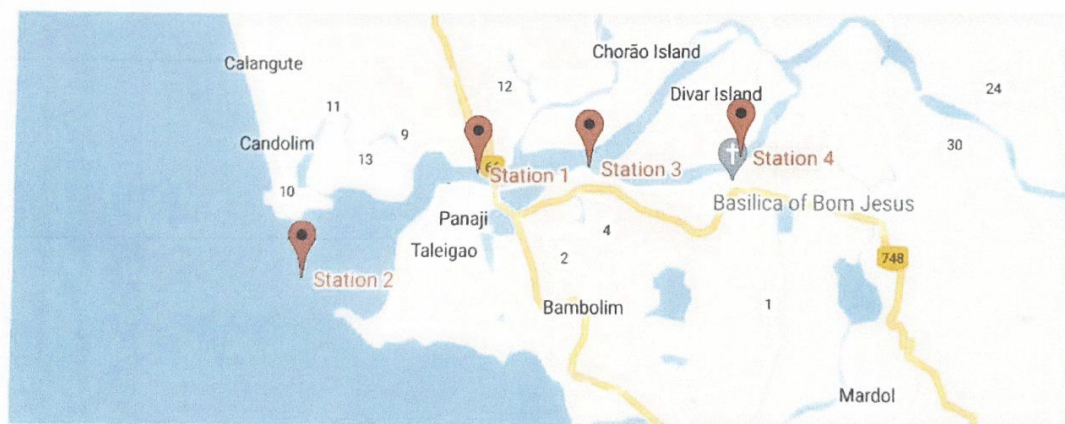 Chorão Island
Calangute
12
24
Divar Island
11
9
Candolim
13
30
Station 1
Station 3
Station 4
10
Basilica of Bom Jesus
Panaji
4
Taleigao
2
748
Station 2
1
Bambolim
Mardol